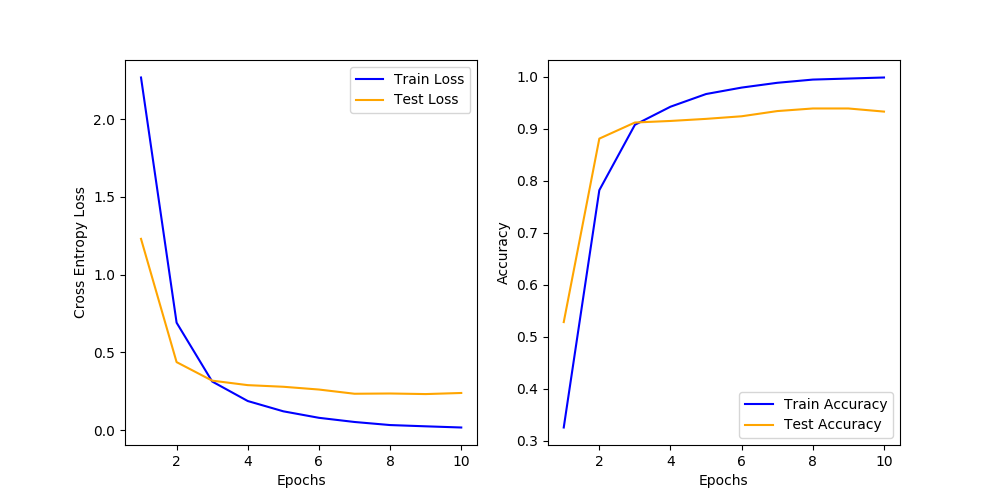 Train Loss
Test Loss
2.0
1.5
1.0
0.5
0.0
Cross Entropy Loss
2 4 6 8 10
Epochs
1.0
0.9
0.8
0.7
0.6
0.5
0.4
0.3
Accuracy
Train Accuracy
Test Accuracy
2 4 6 8 10
Epochs